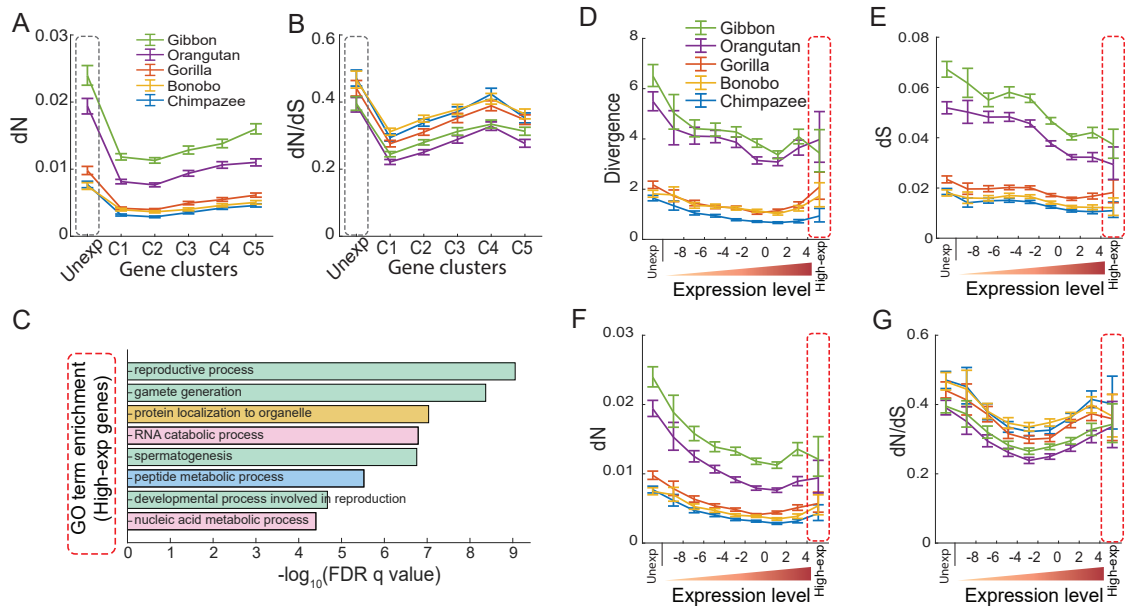 A
0.03
0.02
0.01
0
dN
Gibbon
Orangutan
Gorilla
Bonobo
Chimpazee
Unexp
C1
C2
C3
C4
C5
Gene clusters
B
0.6
0.4
0.2
0
dN/dS
Unexp
C1
C2
C3
C4
C5
Gene clusters
C
GO term enrichment
(High-exp genes)
reproductive process
gamete generation
protein localization to organelle
RNA catabolic process
spermatogenesis
peptide metabolic process
developmental process involved in reproduction
nucleic acid metabolic process
0 1 2 3 4 5 6 7 8 9
-log10(FDR q value)
D
8
6
4
2
0
Divergence
Gibbon
Orangutan
Gorilla
Bonobo
Chimpazee
Unexp
-8 -6 -4 -2 0 2 4
High-exp
Expression level
E
0.08
0.06
0.04
0.02
0
dS
Unexp
-8 -6 -4 -2 0 2 4
High-exp
Expression level
F
0.03
0.02
0.01
0
dN
Unexp
-8 -6 -4 -2 0 2 4
High-exp
Expression level
G
0.6
0.4
0.2
0
dN/dS
Unexp
-8 -6 -4 -2 0 2 4
High-exp
Expression level